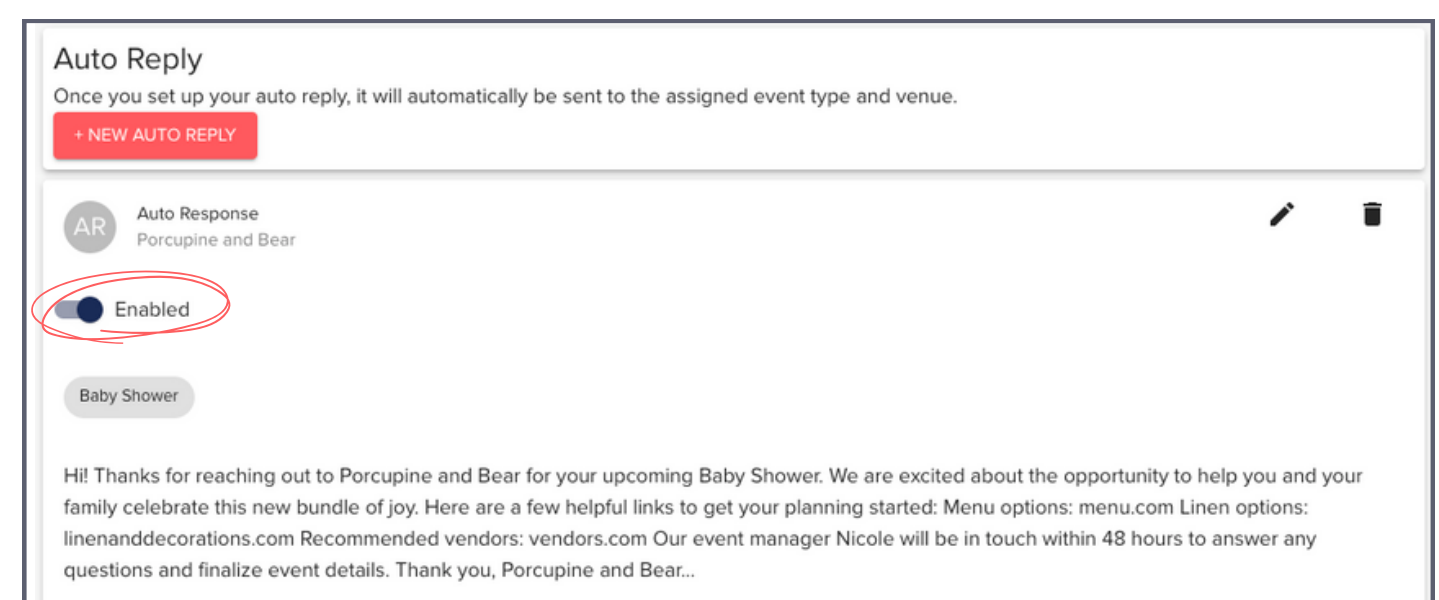 Auto Reply
Once you set up your auto reply, it will automatically be sent to the assigned event type and venue.
+ NEW AUTO REPLY
AR
Auto Response
Porcupine and Bear
Enabled
Baby Shower
Hi! Thanks for reaching out to Porcupine and Bear for your upcoming Baby Shower. We are excited about the opportunity to help you and your
family celebrate this new bundle of joy. Here are a few helpful links to get your planning started: Menu options: menu.com Linen options:
linenanddecorations.com Recommended vendors: vendors.com Our event manager Nicole will be in touch within 48 hours to answer any
questions and finalize event details. Thank you, Porcupine and Bear...